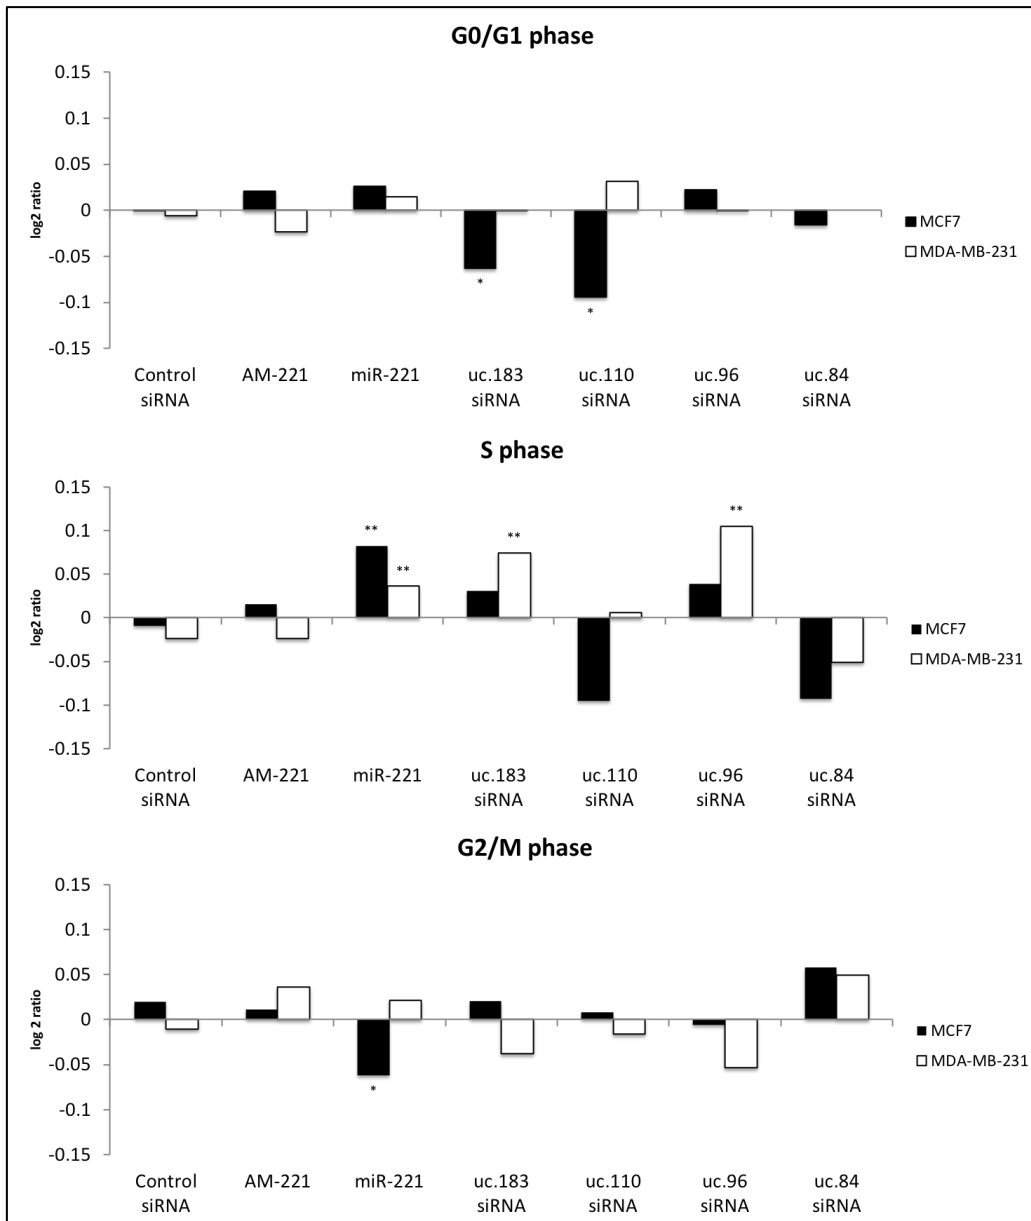 G0/G1 phase
0.15
0.1
0.05
0
-0.05
-0.1
-0.15
log2 ratio
*
*
MCF7
MDA-MB-231
Control siRNA
AM-221
miR-221
uc.183 siRNA
uc.110 siRNA
uc.96 siRNA
uc.84 siRNA
S phase
0.15
0.1
0.05
0
-0.05
-0.1
-0.15
log2 ratio
**
**
**
**
MCF7
MDA-MB-231
Control siRNA
AM-221
miR-221
uc.183 siRNA
uc.110 siRNA
uc.96 siRNA
uc.84 siRNA
G2/M phase
0.15
0.1
0.05
0
-0.05
-0.1
-0.15
log 2 ratio
*
MCF7
MDA-MB-231
Control siRNA
AM-221
miR-221
uc.183 siRNA
uc.110 siRNA
uc.96 siRNA
uc.84 siRNA